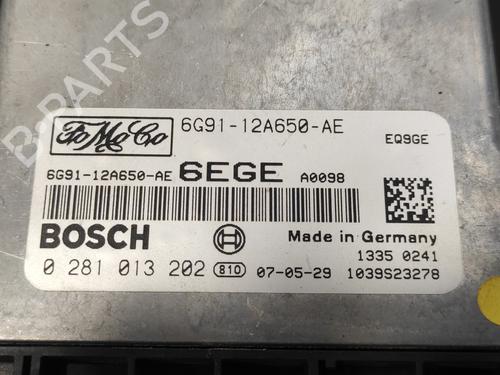 B-PARTS
FoMoCo
6G91-12A650-AE
EQ9GE
6G91-12A650-AE 6EGE A0098
BOSCH
Made in Germany
1335 0241
0 281 013 202 810 07-05-29 1039S23278